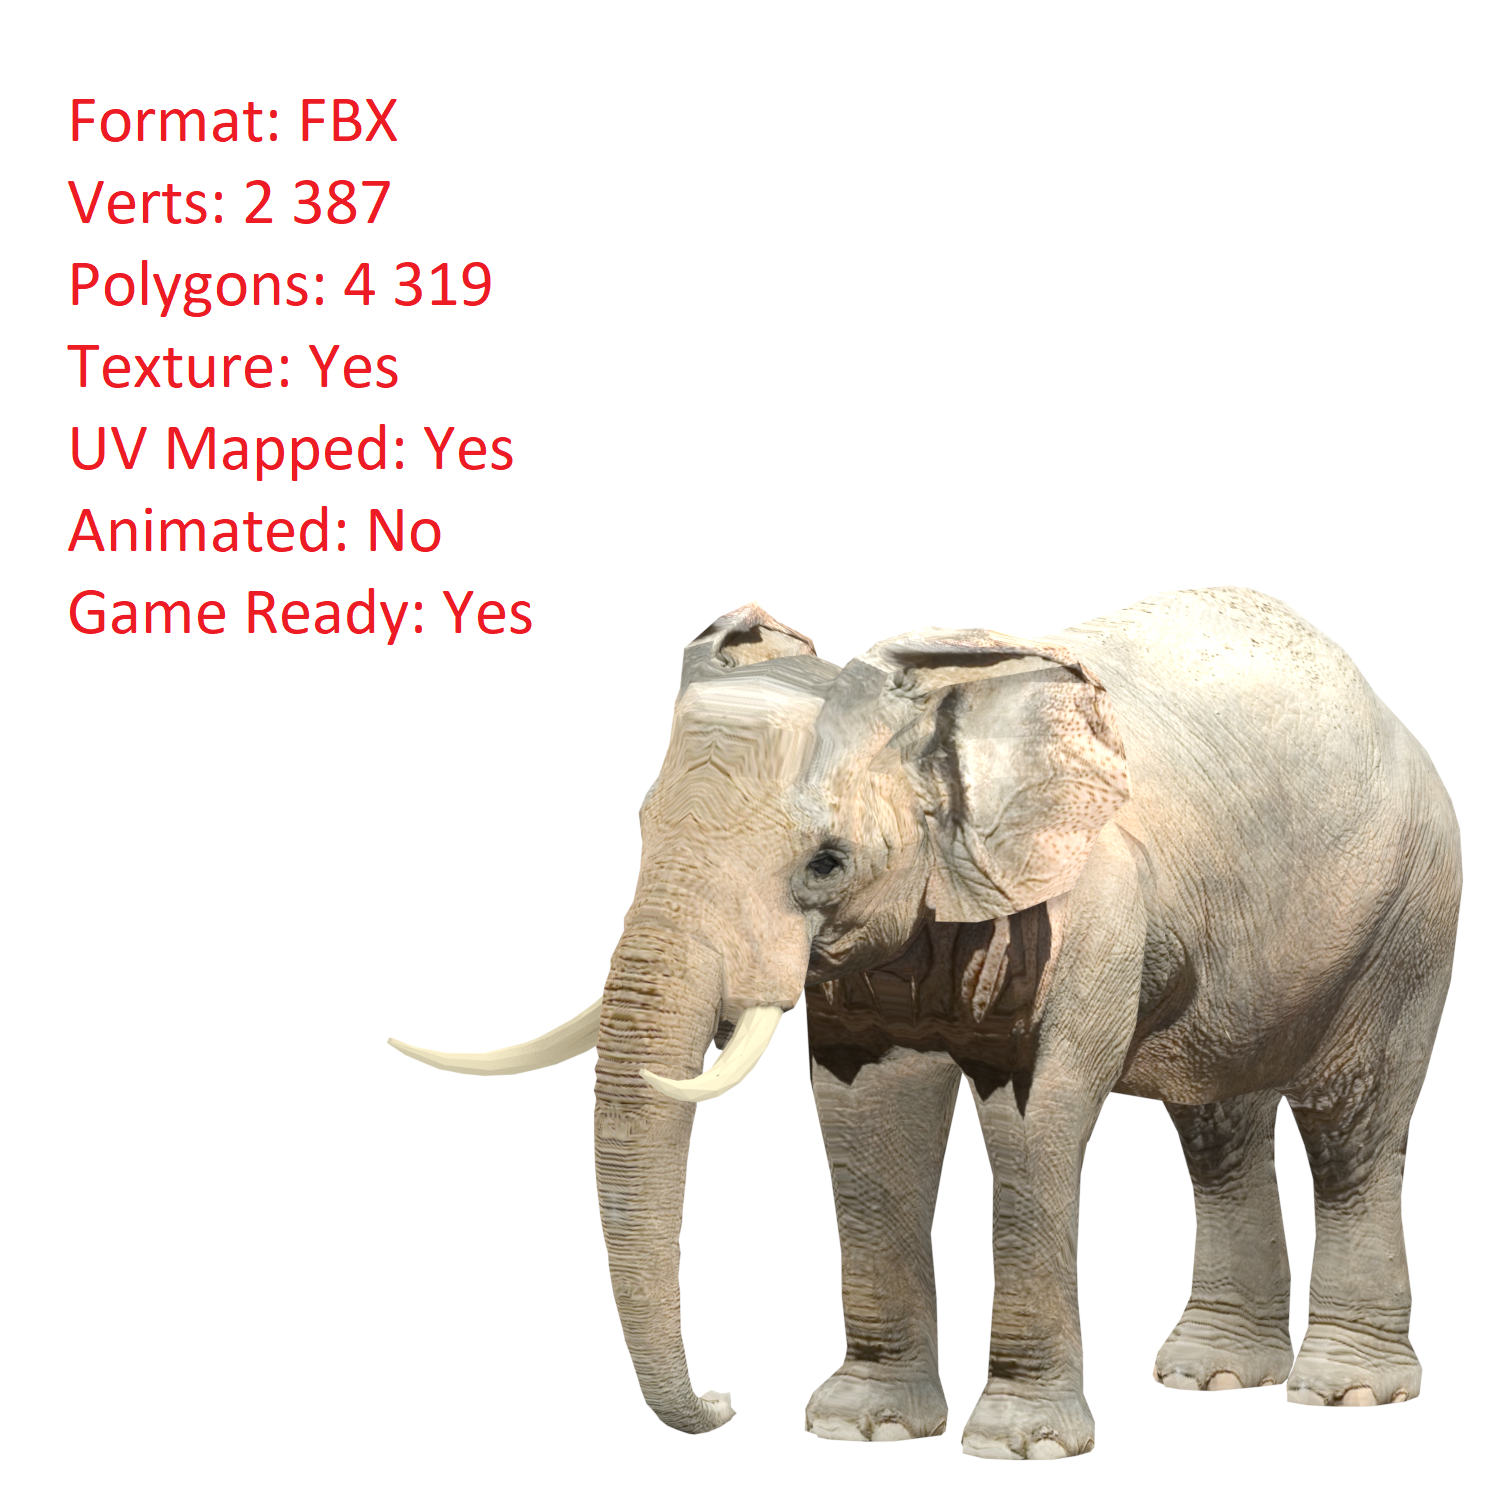 Format: FBX
Verts: 2 387
Polygons: 4 319
Texture: Yes
UV Mapped: Yes
Animated: No
Game Ready: Yes